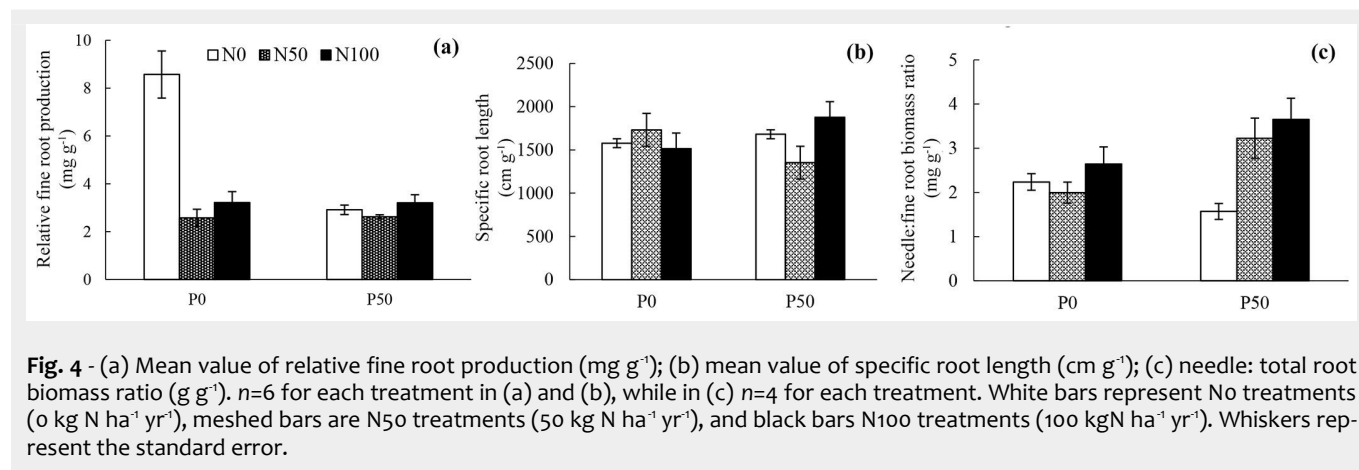 (a)
Relative fine root production
(mg g⁻¹)
10
8
6
4
2
0
N0 N50 N100
P0 P50
(b)
Specific root length
(cm g⁻¹)
2500
2000
1500
1000
500
0
P0 P50
(c)
Needle:fine root biomass ratio
(mg g⁻¹)
5
4
3
2
1
0
P0 P50
Fig. 4 - (a) Mean value of relative fine root production (mg g⁻¹); (b) mean value of specific root length (cm g⁻¹); (c) needle: total root
biomass ratio (g g⁻¹). n=6 for each treatment in (a) and (b), while in (c) n=4 for each treatment. White bars represent N0 treatments
(0 kg N ha⁻¹ yr⁻¹), meshed bars are N50 treatments (50 kg N ha⁻¹ yr⁻¹), and black bars N100 treatments (100 kgN ha⁻¹ yr⁻¹). Whiskers rep-
resent the standard error.